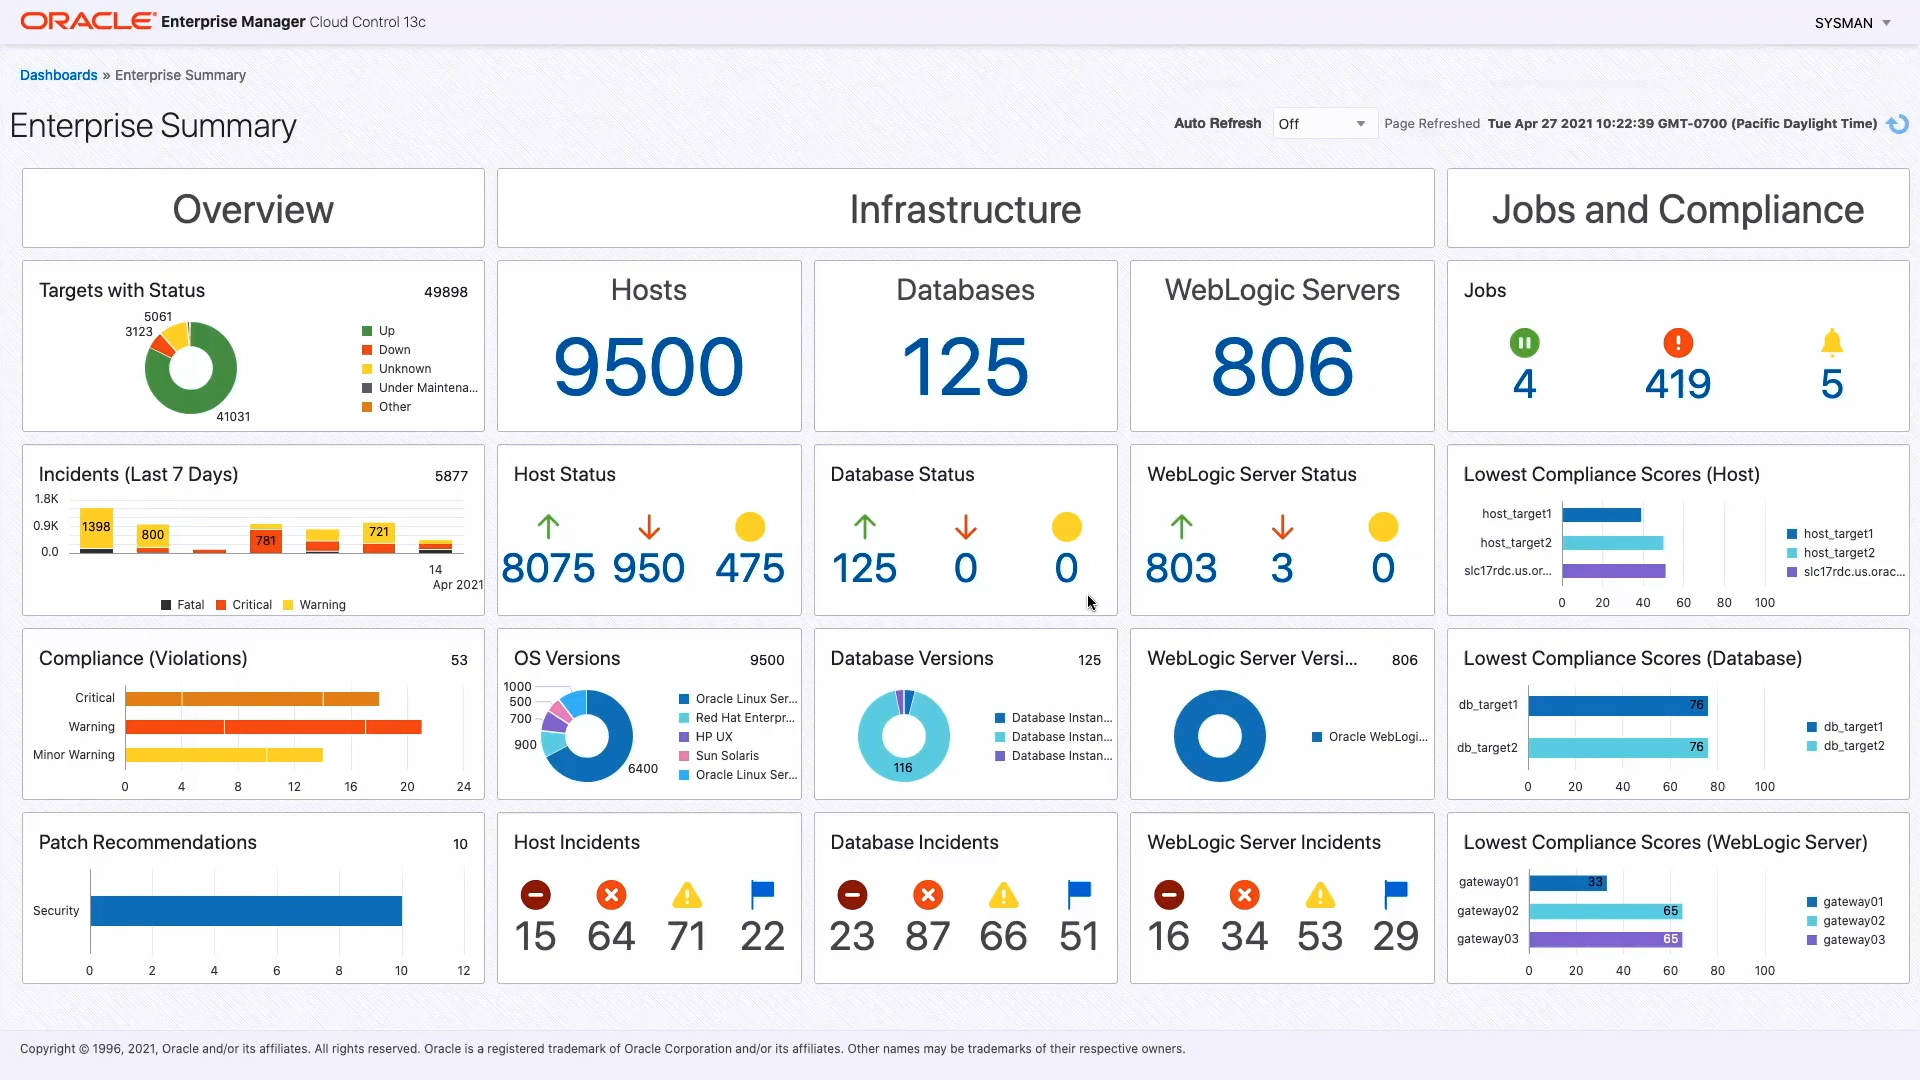 ORACLE Enterprise Manager Cloud Control 13c
SYSMAN
Dashboards » Enterprise Summary
Enterprise Summary
Auto Refresh Off Page Refreshed Tue Apr 27 2021 10:22:39 GMT-0700 (Pacific Daylight Time)
Overview
Infrastructure
Jobs and Compliance
Targets with Status 49898
5061
3123
41031
Up
Down
Unknown
Under Maintena...
Other
Hosts
9500
Databases
125
WebLogic Servers
806
Jobs
4 419 5
Incidents (Last 7 Days) 5877
1.8K
0.9K
0.0
1398 800 781 721
14
Apr 2021
Fatal Critical Warning
Host Status
8075 950 475
Database Status
125 0 0
WebLogic Server Status
803 3 0
Lowest Compliance Scores (Host)
host_target1
host_target2
slc17rdc.us.or...
0 20 40 60 80 100
host_target1
host_target2
slc17rdc.us.orac...
Compliance (Violations) 53
Critical
Warning
Minor Warning
0 4 8 12 16 20 24
OS Versions 9500
1000
500
700
900
6400
Oracle Linux Ser...
Red Hat Enterpr...
HP UX
Sun Solaris
Oracle Linux Ser...
Database Versions 125
116
Database Instan...
Database Instan...
Database Instan...
WebLogic Server Versi... 806
Oracle WebLogi...
Lowest Compliance Scores (Database)
db_target1 76
db_target2 76
0 20 40 60 80 100
db_target1
db_target2
Patch Recommendations 10
Security
0 2 4 6 8 10 12
Host Incidents
15 64 71 22
Database Incidents
23 87 66 51
WebLogic Server Incidents
16 34 53 29
Lowest Compliance Scores (WebLogic Server)
gateway01 33
gateway02 65
gateway03 65
0 20 40 60 80 100
gateway01
gateway02
gateway03
Copyright © 1996, 2021, Oracle and/or its affiliates. All rights reserved. Oracle is a registered trademark of Oracle Corporation and/or its affiliates. Other names may be trademarks of their respective owners.